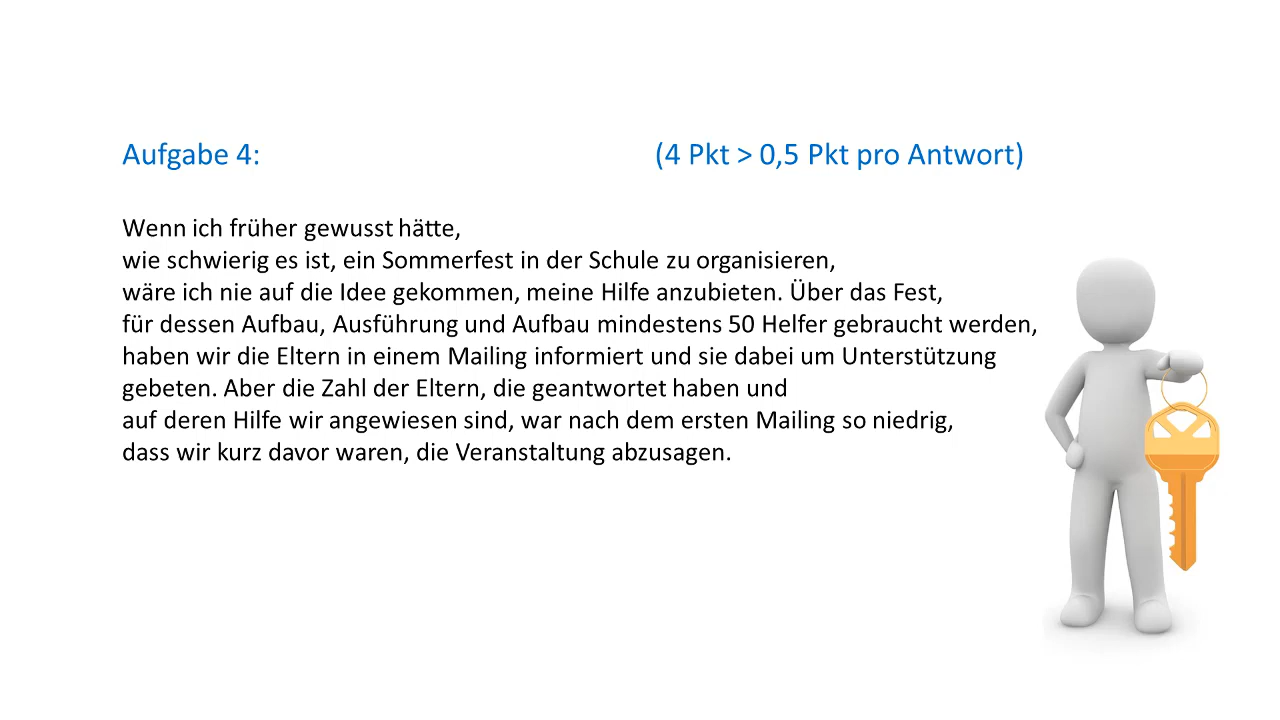 Aufgabe 4: (4 Pkt > 0,5 Pkt pro Antwort)
Wenn ich früher gewusst hätte,
wie schwierig es ist, ein Sommerfest in der Schule zu organisieren,
wäre ich nie auf die Idee gekommen, meine Hilfe anzubieten. Über das Fest,
für dessen Aufbau, Ausführung und Aufbau mindestens 50 Helfer gebraucht werden,
haben wir die Eltern in einem Mailing informiert und sie dabei um Unterstützung
gebeten. Aber die Zahl der Eltern, die geantwortet haben und
auf deren Hilfe wir angewiesen sind, war nach dem ersten Mailing so niedrig,
dass wir kurz davor waren, die Veranstaltung abzusagen.